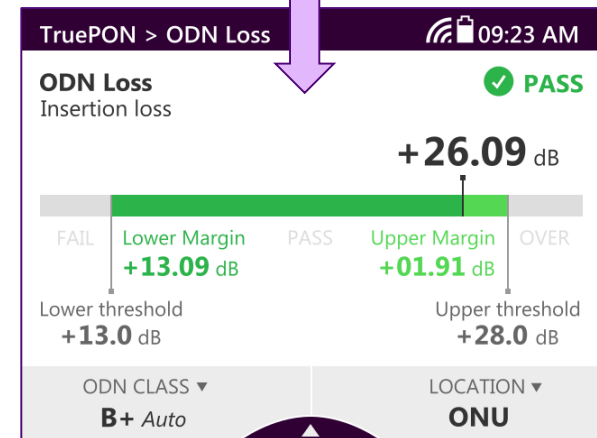 TruePON > ODN Loss 09:23 AM
ODN Loss PASS
Insertion loss
+26.09 dB
FAIL Lower Margin PASS Upper Margin OVER
+13.09 dB +01.91 dB
Lower threshold Upper threshold
+13.0 dB +28.0 dB
ODN CLASS ▾ LOCATION ▾
B+ Auto ONU